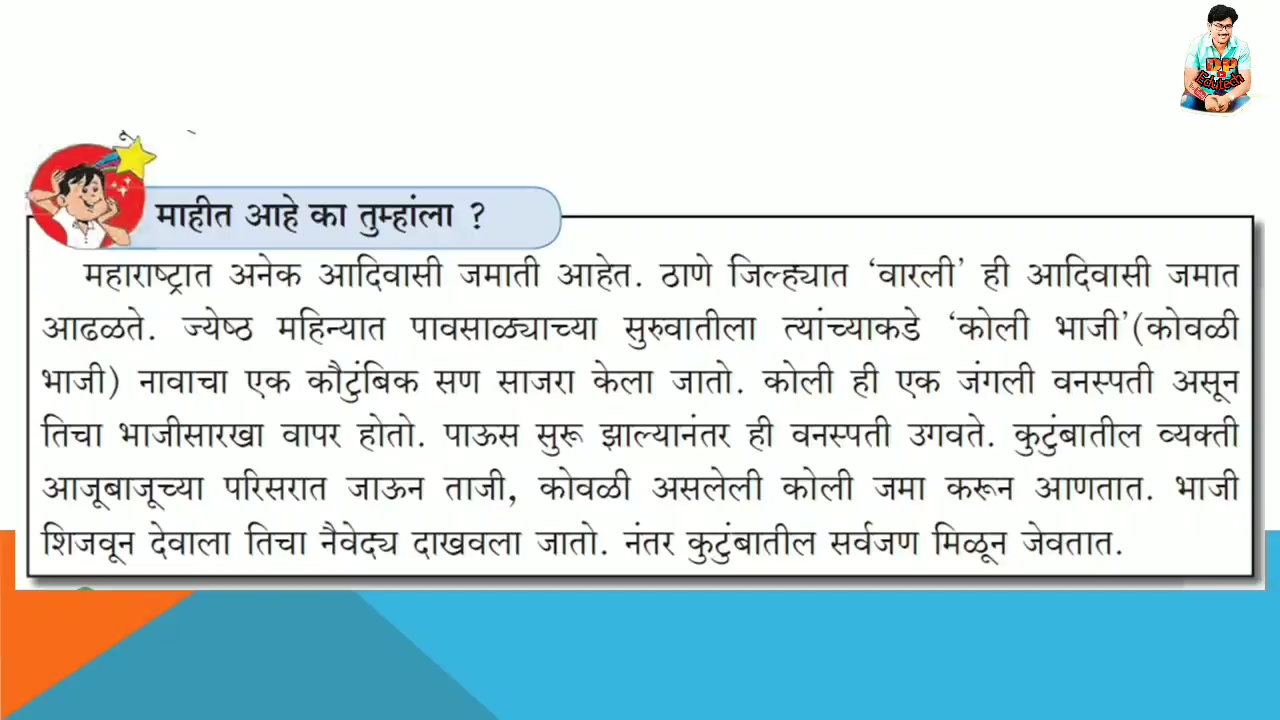 DP
Edutech
माहीत आहे का तुम्हांला ?
महाराष्ट्रात अनेक आदिवासी जमाती आहेत. ठाणे जिल्ह्यात ‘वारली’ ही आदिवासी जमात
आढळते. ज्येष्ठ महिन्यात पावसाळ्याच्या सुरुवातीला त्यांच्याकडे ‘कोली भाजी’(कोवळी
भाजी) नावाचा एक कौटुंबिक सण साजरा केला जातो. कोली ही एक जंगली वनस्पती असून
तिचा भाजीसारखा वापर होतो. पाऊस सुरू झाल्यानंतर ही वनस्पती उगवते. कुटुंबातील व्यक्ती
आजूबाजूच्या परिसरात जाऊन ताजी, कोवळी असलेली कोली जमा करून आणतात. भाजी
शिजवून देवाला तिचा नैवेद्य दाखवला जातो. नंतर कुटुंबातील सर्वजण मिळून जेवतात.